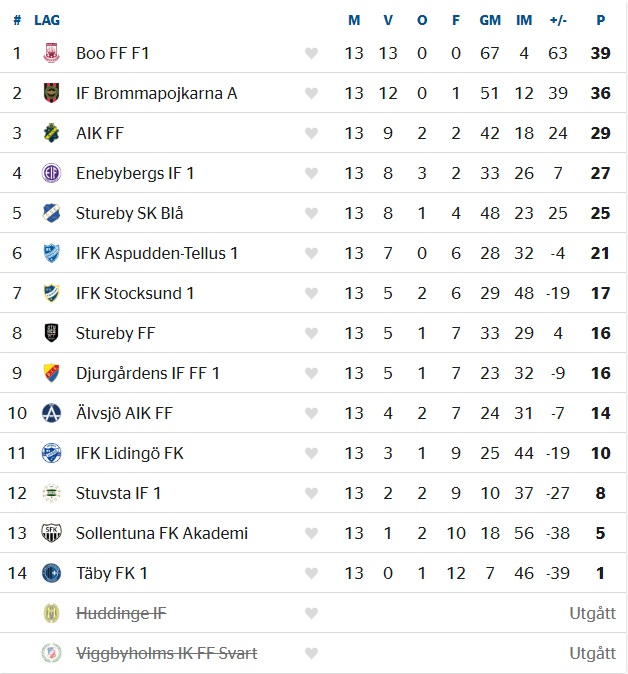 # LAG M V O F GM IM +/- P
1 Boo FF F1 13 13 0 0 67 4 63 39
2 IF Brommapojkarna A 13 12 0 1 51 12 39 36
3 AIK FF 13 9 2 2 42 18 24 29
4 Enebybergs IF 1 13 8 3 2 33 26 7 27
5 Stureby SK Blå 13 8 1 4 48 23 25 25
6 IFK Aspudden-Tellus 1 13 7 0 6 28 32 -4 21
7 IFK Stocksund 1 13 5 2 6 29 48 -19 17
8 Stureby FF 13 5 1 7 33 29 4 16
9 Djurgårdens IF FF 1 13 5 1 7 23 32 -9 16
10 Älvsjö AIK FF 13 4 2 7 24 31 -7 14
11 IFK Lidingö FK 13 3 1 9 25 44 -19 10
12 Stuvsta IF 1 13 2 2 9 10 37 -27 8
13 Sollentuna FK Akademi 13 1 2 10 18 56 -38 5
14 Täby FK 1 13 0 1 12 7 46 -39 1
Huddinge IF Utgått
Viggbyholms IK FF Svart Utgått